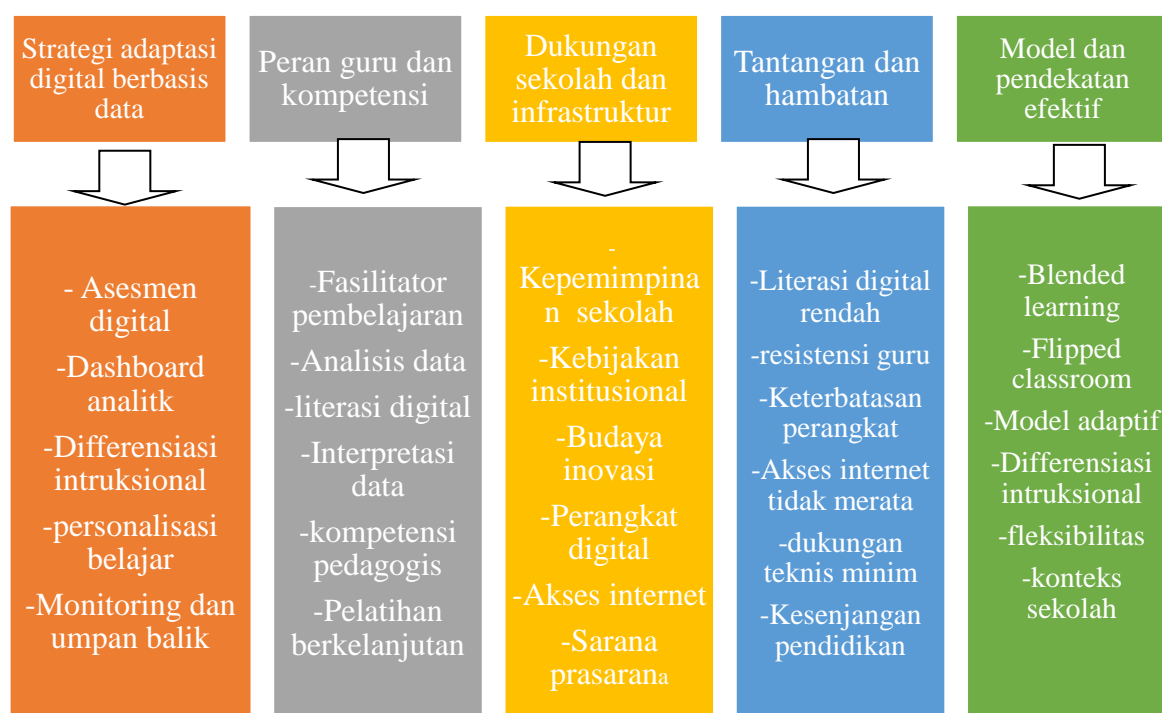 Strategi adaptasi
digital berbasis
data
Peran guru dan
kompetensi
Dukungan
sekolah dan
infrastruktur
Tantangan dan
hambatan
Model dan
pendekatan
efektif
- Asesmen
digital
-Dashboard
analitk
-Differensiasi
intruksional
-personalisasi
belajar
-Monitoring dan
umpan balik
-Fasilitator
pembelajaran
-Analisis data
-literasi digital
-Interpretasi
data
-kompetensi
pedagogis
-Pelatihan
berkelanjutan
-
Kepemimpina
n sekolah
-Kebijakan
institusional
-Budaya
inovasi
-Perangkat
digital
-Akses internet
-Sarana
prasarana
-Literasi digital
rendah
-resistensi guru
-Keterbatasan
perangkat
-Akses internet
tidak merata
-dukungan
teknis minim
-Kesenjangan
pendidikan
-Blended
learning
-Flipped
classroom
-Model adaptif
-Differensiasi
intruksional
-fleksibilitas
-konteks
sekolah